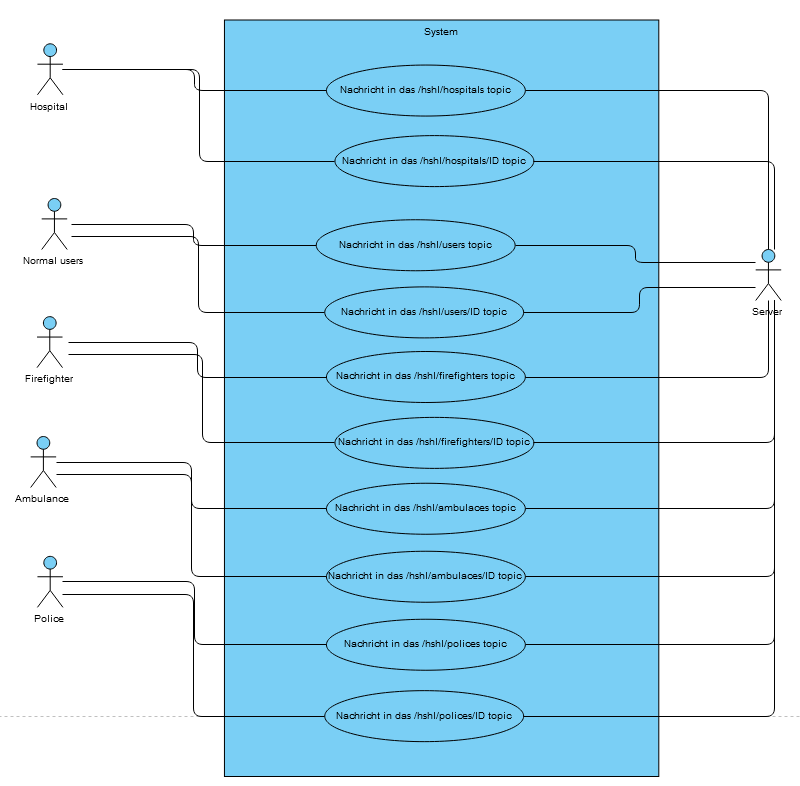 System
Hospital
Nachricht in das /hshl/hospitals topic
Nachricht in das /hshl/hospitals/ID topic
Normal users
Nachricht in das /hshl/users topic
Server
Nachricht in das /hshl/users/ID topic
Firefighter
Nachricht in das /hshl/firefighters topic
Nachricht in das /hshl/firefighters/ID topic
Ambulance
Nachricht in das /hshl/ambulaces topic
Nachricht in das /hshl/ambulaces/ID topic
Police
Nachricht in das /hshl/polices topic
Nachricht in das /hshl/polices/ID topic